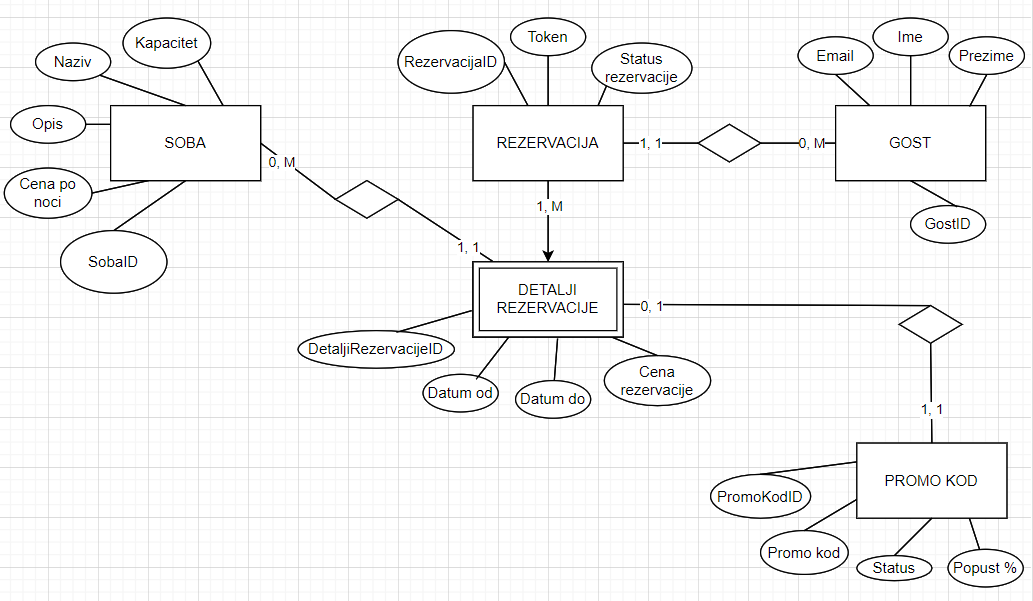 Kapacitet
Naziv
Opis
SOBA
Cena po
noci
SobaID
0, M
1, 1
Token
RezervacijaID
Status
rezervacije
REZERVACIJA
1, 1
0, M
1, M
Ime
Email
Prezime
GOST
GostID
DETALJI
REZERVACIJE
0, 1
DetaljiRezervacijeID
Datum od
Datum do
Cena
rezervacije
1, 1
PROMO KOD
PromoKodID
Promo kod
Status
Popust %